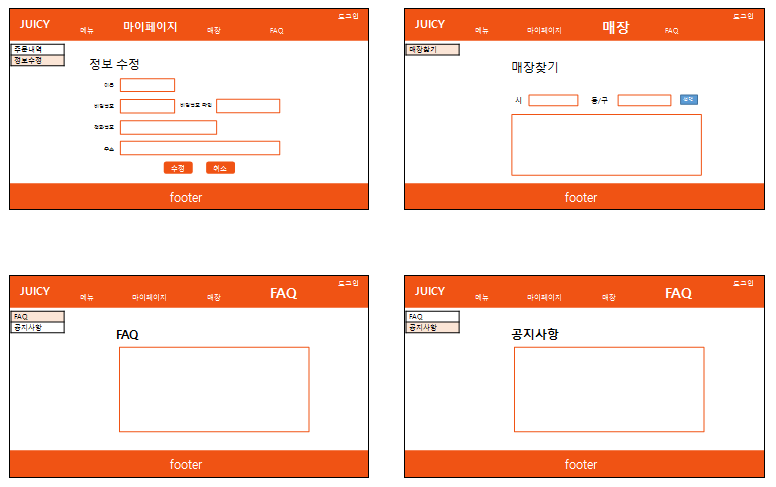 JUICY
메뉴
마이페이지
매장
FAQ
로그인
주문내역
정보수정
정보 수정
이름
비밀번호
비밀번호 확인
전화번호
주소
수정
취소
footer
JUICY
메뉴
마이페이지
매장
FAQ
로그인
매장찾기
매장찾기
시
동/구
footer
JUICY
메뉴
마이페이지
매장
FAQ
로그인
FAQ
공지사항
FAQ
footer
JUICY
메뉴
마이페이지
매장
FAQ
로그인
FAQ
공지사항
공지사항
footer